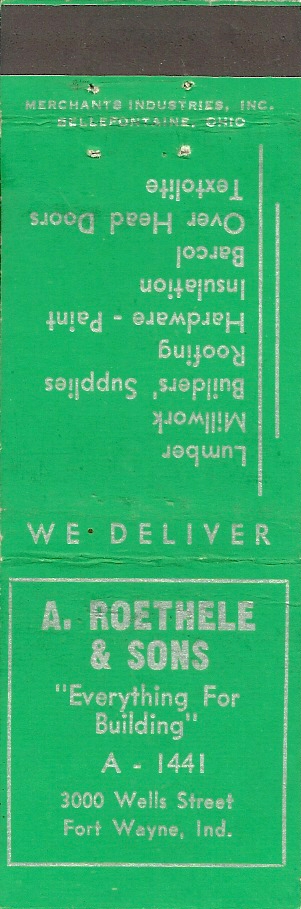 MERCHANTS INDUSTRIES, INC.
BELLEFONTAINE, OHIO
Lumber
Millwork
Builders' Supplies
Roofing
Hardware - Paint
Insulation
Barcol
Over Head Doors
Textolite
WE DELIVER
A. ROETHELE
& SONS
"Everything For
Building"
A - 1441
3000 Wells Street
Fort Wayne, Ind.